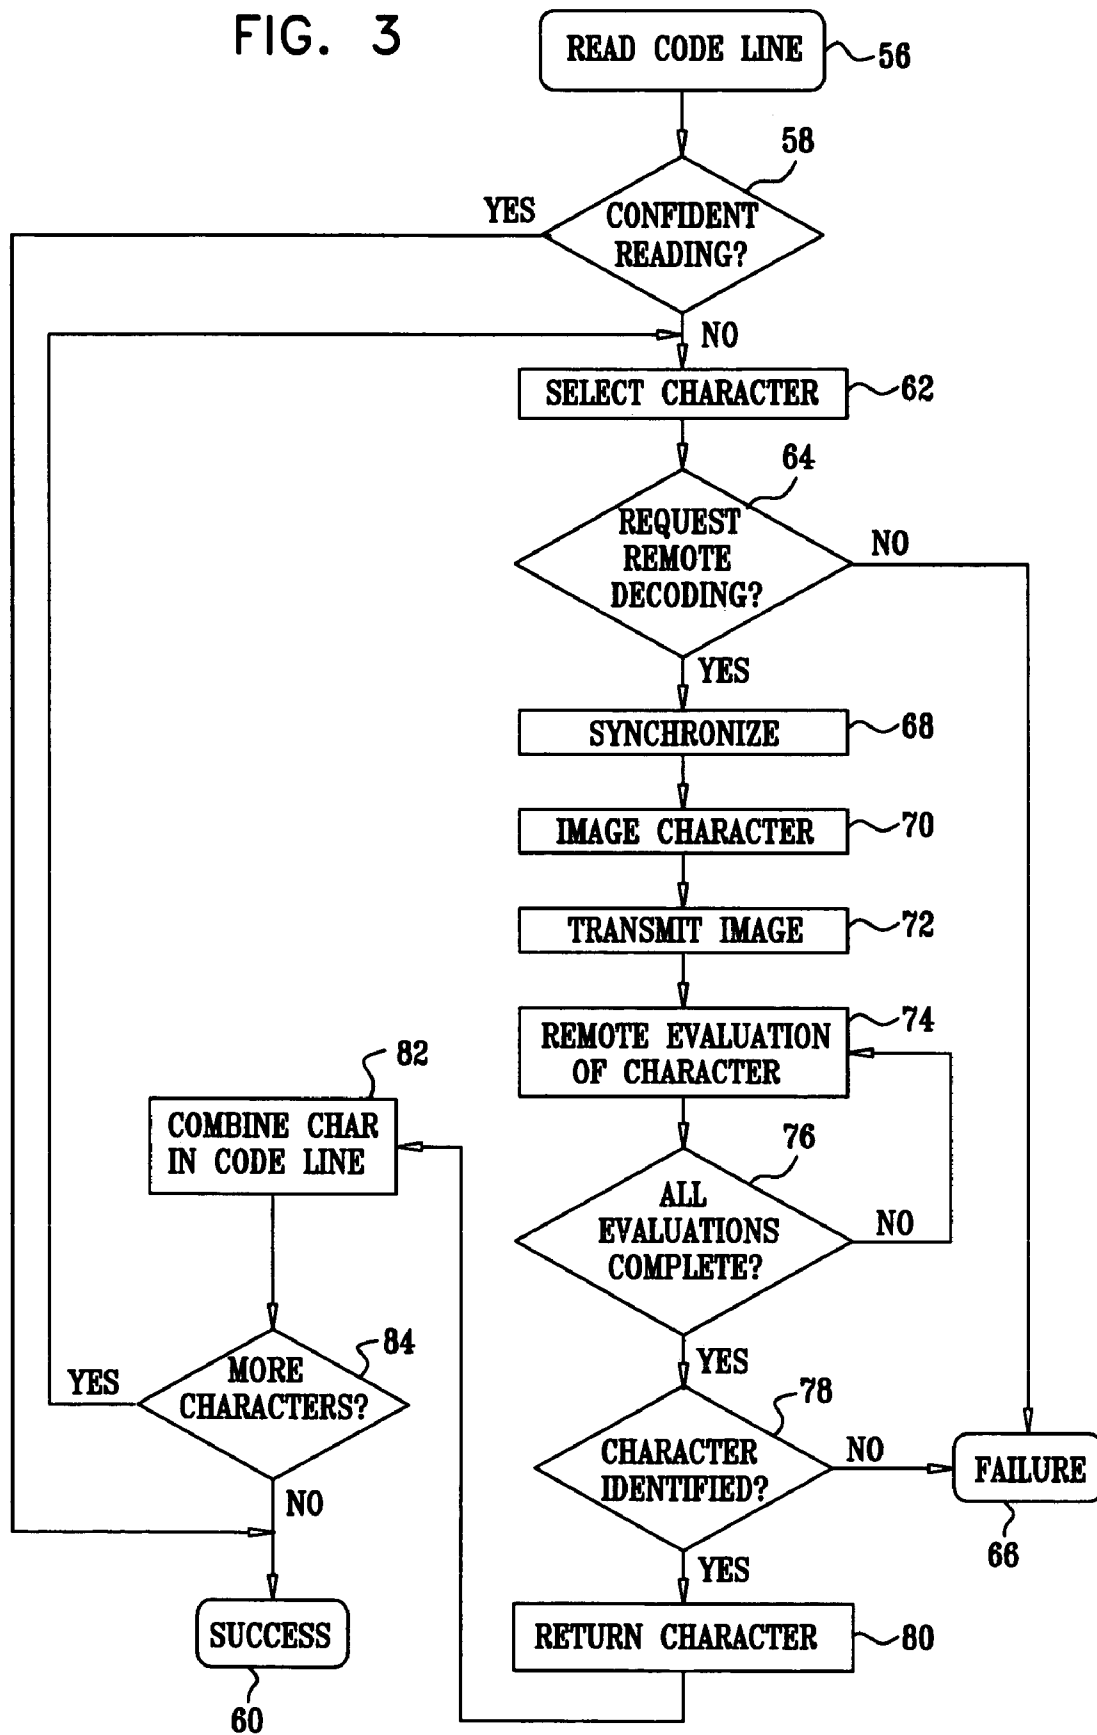 FIG. 3
READ CODE LINE
56
58
YES
CONFIDENT
READING?
NO
SELECT CHARACTER
62
64
REQUEST
REMOTE
DECODING?
NO
YES
SYNCHRONIZE
68
IMAGE CHARACTER
70
TRANSMIT IMAGE
72
REMOTE EVALUATION
OF CHARACTER
74
76
ALL
EVALUATIONS
COMPLETE?
NO
YES
78
CHARACTER
IDENTIFIED?
NO
FAILURE
66
YES
RETURN CHARACTER
80
82
COMBINE CHAR
IN CODE LINE
84
YES
MORE
CHARACTERS?
NO
SUCCESS
60